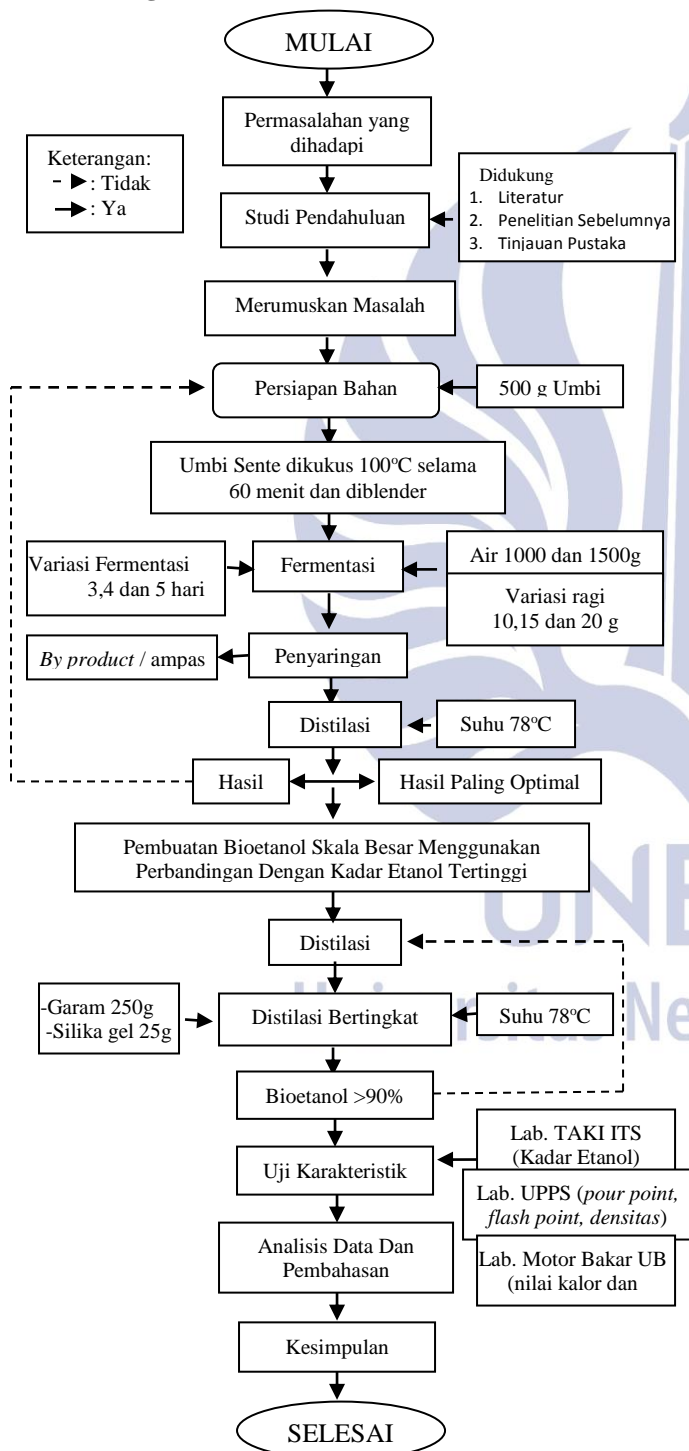 MULAI
Permasalahan yang
dihadapi
Keterangan:
: Tidak
: Ya
Didukung
1. Literatur
2. Penelitian Sebelumnya
3. Tinjauan Pustaka
Studi Pendahuluan
Merumuskan Masalah
Persiapan Bahan
500 g Umbi
Umbi Sente dikukus 100°C selama
60 menit dan diblender
Variasi Fermentasi
3,4 dan 5 hari
Fermentasi
Air 1000 dan 1500g
Variasi ragi
10,15 dan 20 g
By product / ampas
Penyaringan
Distilasi
Suhu 78°C
Hasil
Hasil Paling Optimal
Pembuatan Bioetanol Skala Besar Menggunakan
Perbandingan Dengan Kadar Etanol Tertinggi
UNE
Distilasi
-Garam 250g
-Silika gel 25g
Distilasi Bertingkat
Suhu 78°C
Ne
Bioetanol >90%
Lab. TAKI ITS
(Kadar Etanol)
Uji Karakteristik
Lab. UPPS (pour point,
flash point, densitas)
Analisis Data Dan
Pembahasan
Lab. Motor Bakar UB
(nilai kalor dan
Kesimpulan
SELESAI